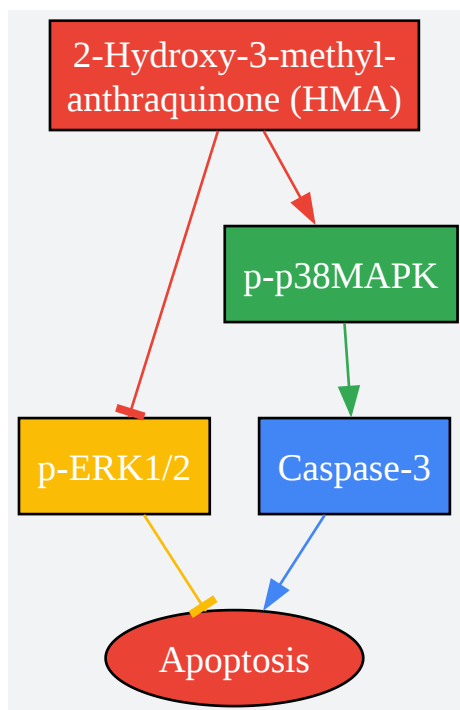 2-Hydroxy-3-methyl-
anthraquinone (HMA)
p-p38MAPK
p-ERK1/2
Caspase-3
Apoptosis